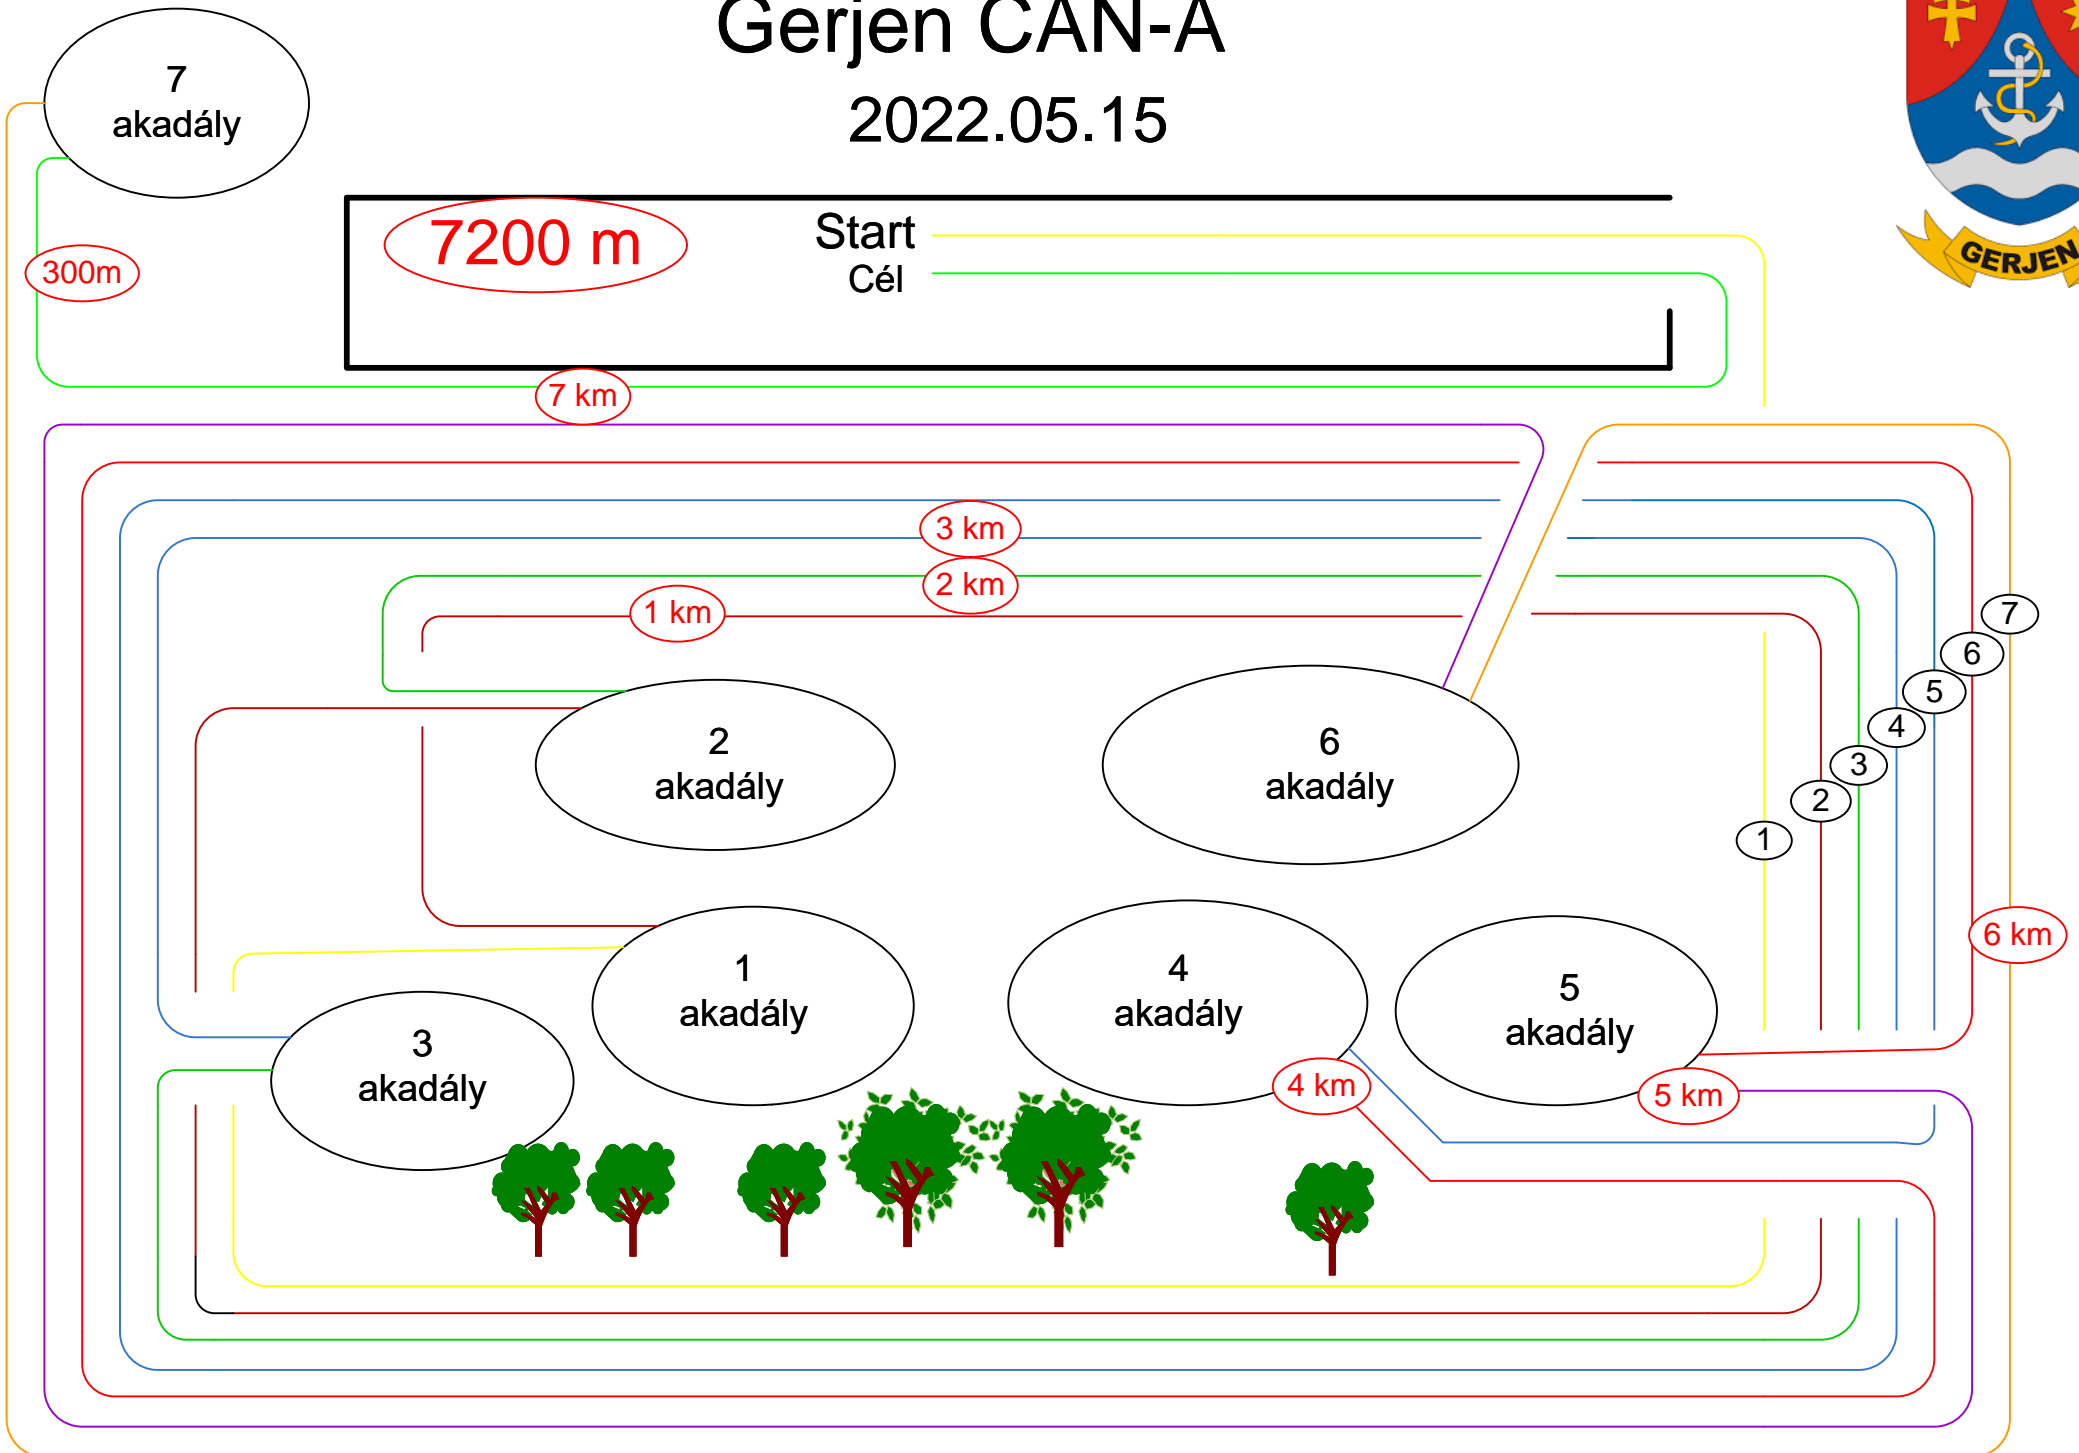 Gerjen CAN-A
2022.05.15
7
akadály
GERJEN
7200 m
Start
Cél
300m
7 km
3 km
2 km
1 km
7
6
5
4
3
2
1
2
akadály
6
akadály
6 km
1
akadály
4
akadály
5
akadály
3
akadály
4 km
5 km